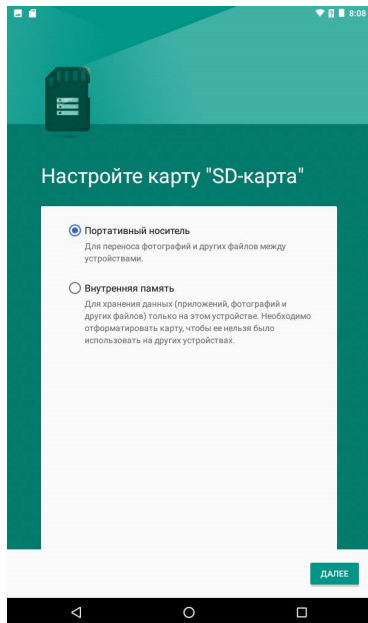 8:08
Настройте карту "SD-карта"
Портативный носитель
Для переноса фотографий и других файлов между
устройствами.
Внутренняя память
Для хранения данных (приложений, фотографий и
других файлов) только на этом устройстве. Необходимо
отформатировать карту, чтобы ее нельзя было
использовать на других устройствах.
ДАЛЕЕ